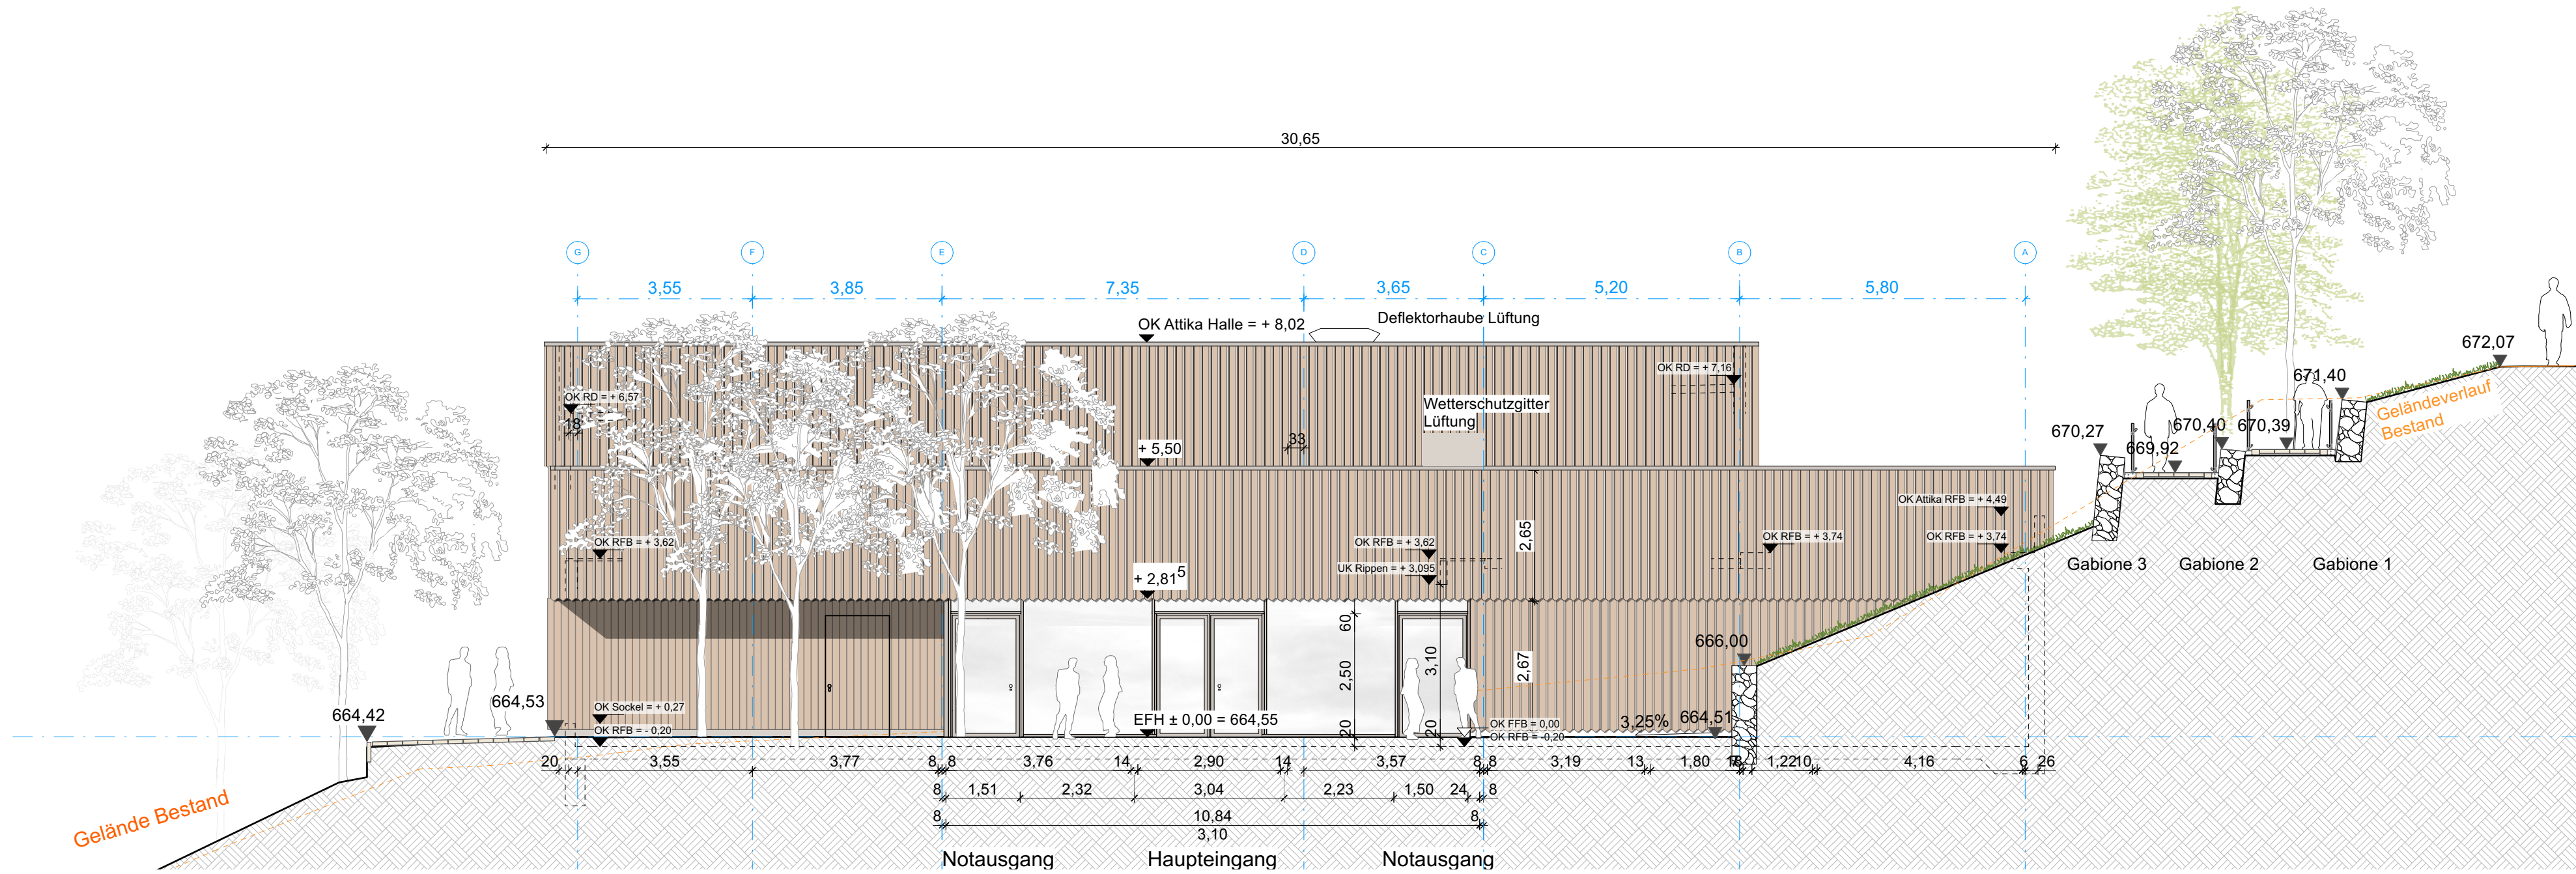 30,65
G F E D C B A
3,55 3,85 7,35 3,65 5,20 5,80
OK Attika Halle = + 8,02
Deflektorhaube Lüftung
672,07
OK RD = + 7,16
671,40
OK RD = + 6,57
Wetterschutzgitter
Lüftung
Geländeverlauf
Bestand
18
33
+ 5,50
670,27
670,40
670,39
669,92
OK Attika RFB = + 4,49
2,65
OK RFB = + 3,62
OK RFB = + 3,62
OK RFB = + 3,74
OK RFB = + 3,74
UK Rippen = + 3,095
+ 2,81⁵
Gabione 3
Gabione 2
Gabione 1
60
2,50
20
3,10
20
2,67
666,00
664,42
664,53
OK Sockel = + 0,27
OK RFB = - 0,20
EFH ± 0,00 = 664,55
OK FFB = 0,00
OK RFB = -0,20
3,25%
664,51
20 3,55 3,77 8 8 3,76 14 2,90 14 3,57 8 8 3,19 13 1,80 1,22 10 4,16 6 26
8 1,51 2,32 3,04 2,23 1,50 24 8
8 10,84 8
3,10
Gelände Bestand
Notausgang
Haupteingang
Notausgang